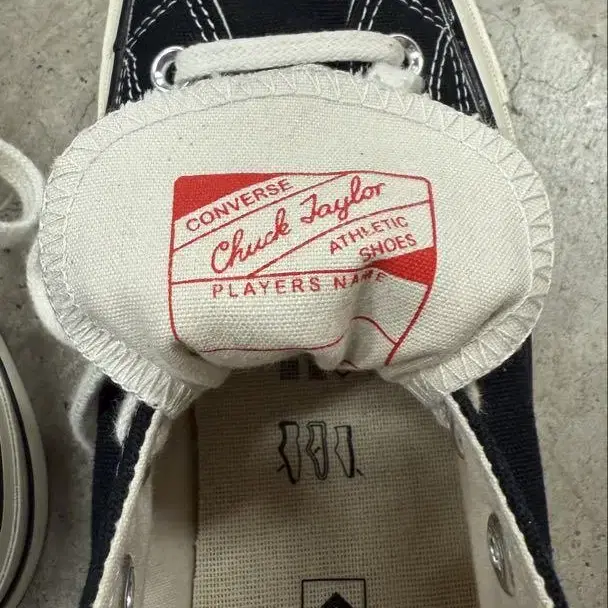 CONVERSE
Chuck Taylor
ATHLETIC
SHOES
PLAYERS NAME